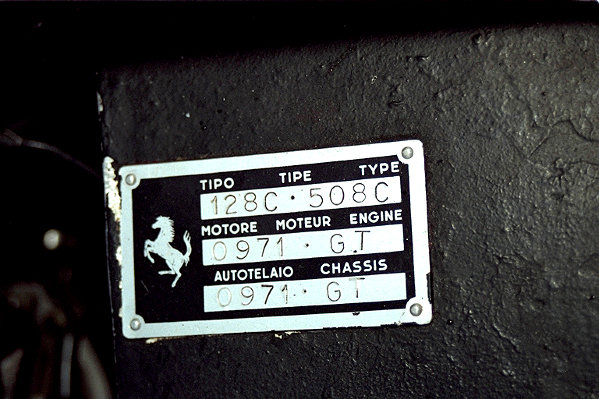 TIPO TIPE TYPE
128C · 508C
MOTORE MOTEUR ENGINE
0971 · GT
AUTOTELAIO CHASSIS
0971 · GT